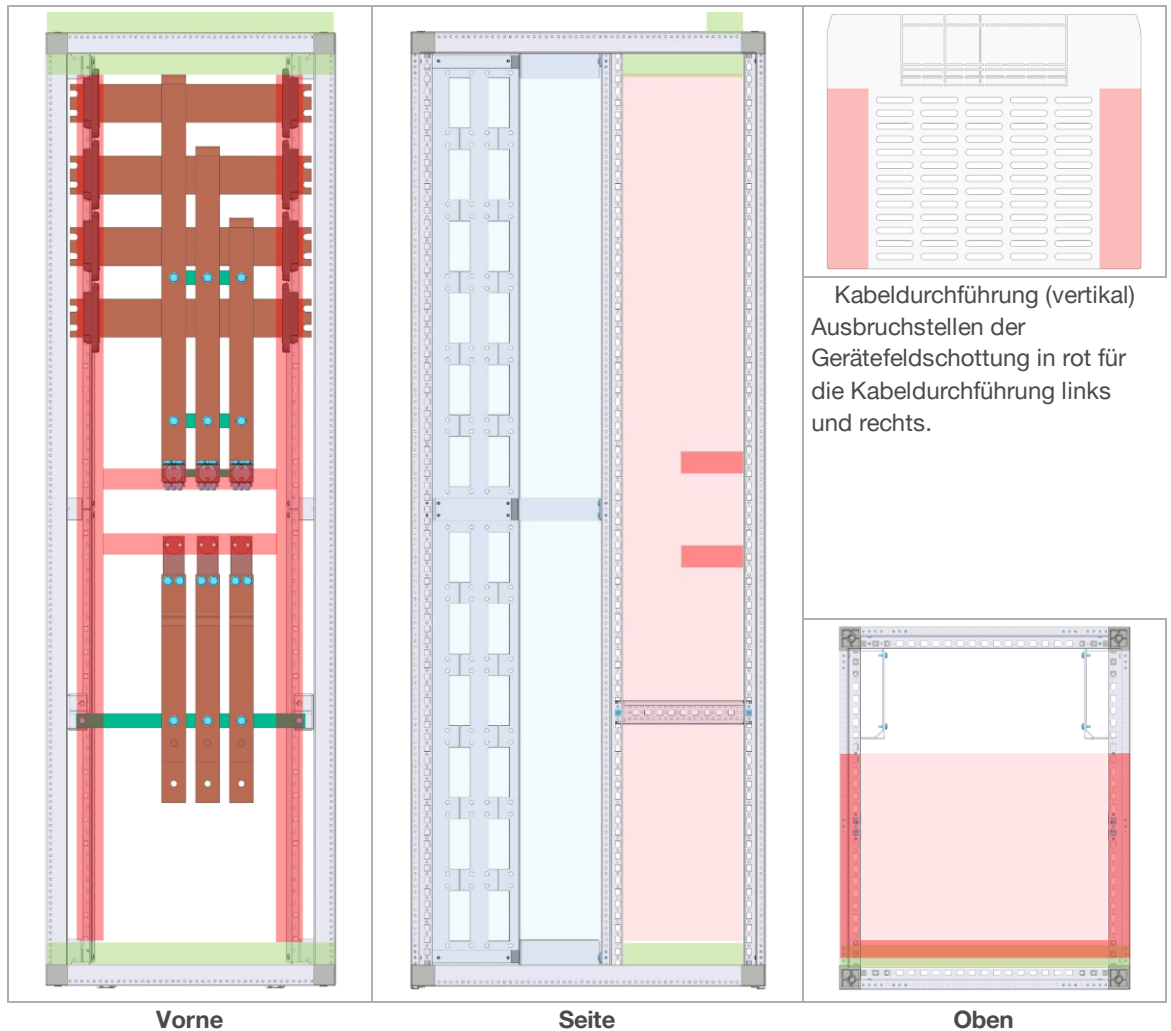 Kabeldurchführung (vertikal)
Ausbruchstellen der
Gerätefeldschottung in rot für
die Kabeldurchführung links
und rechts.
Vorne
Seite
Oben